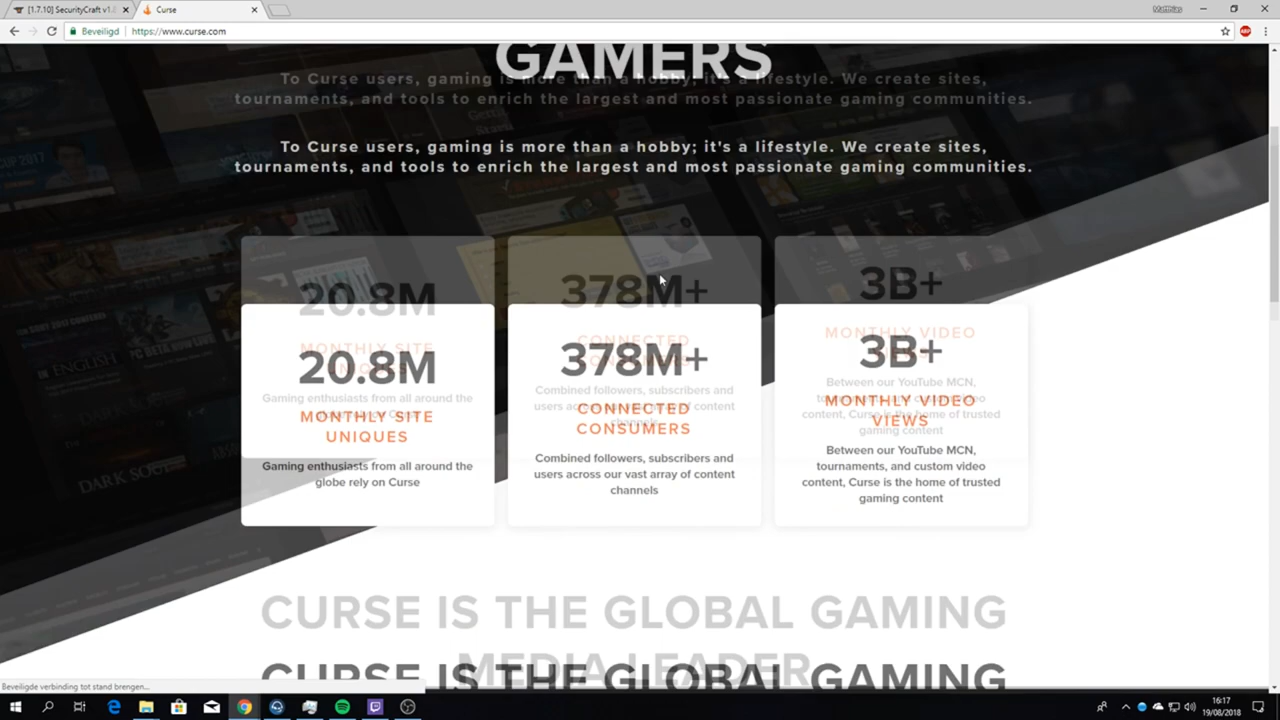 [1.7.10] SecurityCraft v1.8
Curse
Matthias
Beveiligd
https://www.curse.com
GAMERS
To Curse users, gaming is more than a hobby; it's a lifestyle. We create sites,
tournaments, and tools to enrich the largest and most passionate gaming communities.
To Curse users, gaming is more than a hobby; it's a lifestyle. We create sites,
tournaments, and tools to enrich the largest and most passionate gaming communities.
20.8M
MONTHLY SITE
UNIQUES
Gaming enthusiasts from all around the
globe rely on Curse
378M+
CONNECTED
CONSUMERS
Combined followers, subscribers and
users across our vast array of content
channels
3B+
MONTHLY VIDEO
VIEWS
Between our YouTube MCN,
tournaments, and custom video
content, Curse is the home of trusted
gaming content
CURSE IS THE GLOBAL GAMING
MEDIA LEADER
CURSE IS THE GLOBAL GAMING
ENGLISH
DARK SOUL
Beveiligde verbinding tot stand brengen...
16:17
19/08/2018